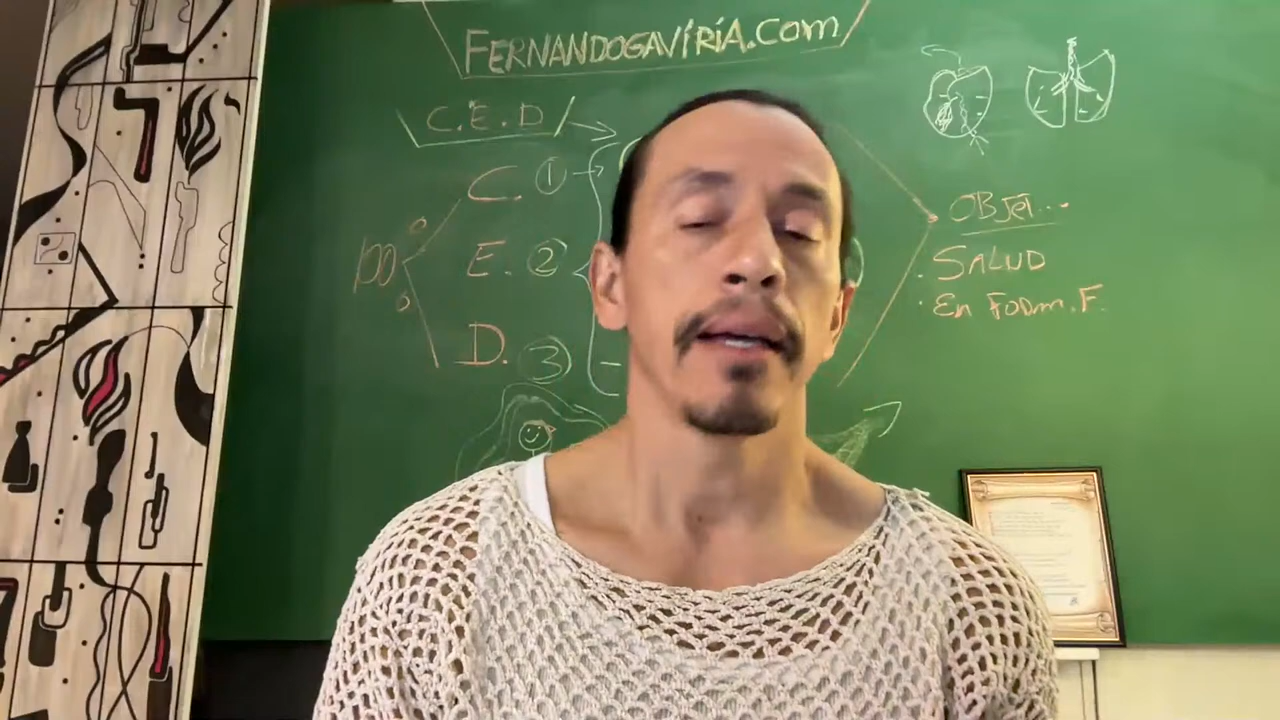 FERNANDOGAVIRIA.com
C.E.D
C. 1
E. 2
D. 3
OBJET...
SALUD
En FORM. F.